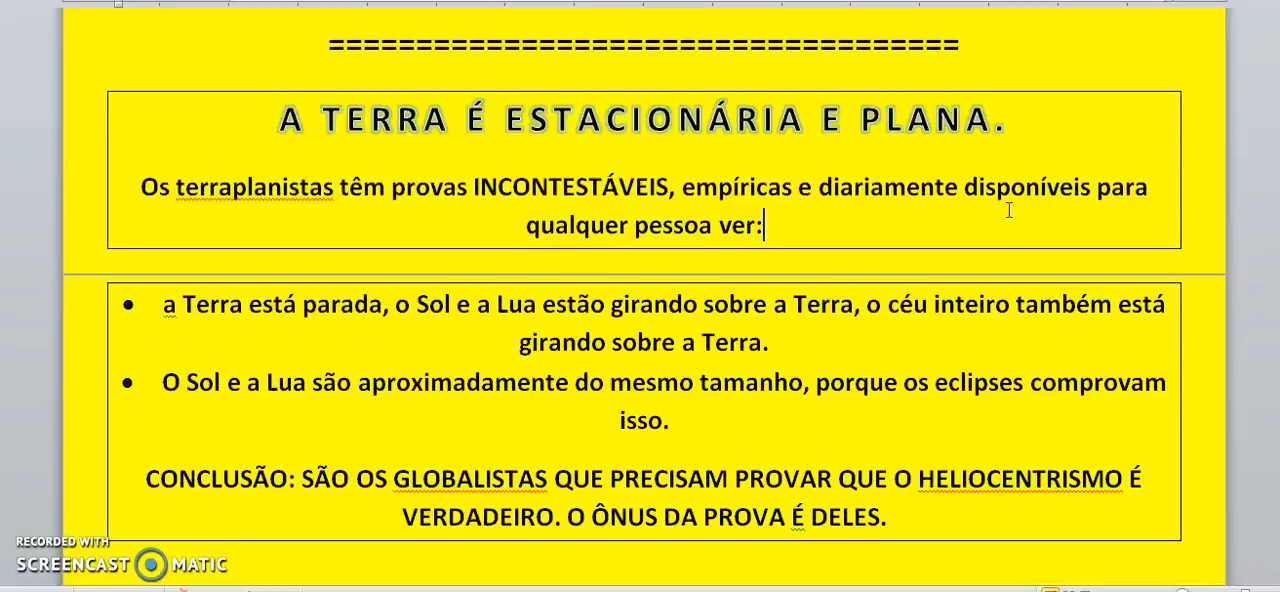 ====================================
A TERRA É ESTACIONÁRIA E PLANA.
Os terraplanistas têm provas INCONTESTÁVEIS, empíricas e diariamente disponíveis para
qualquer pessoa ver:
• a Terra está parada, o Sol e a Lua estão girando sobre a Terra, o céu inteiro também está
girando sobre a Terra.
• O Sol e a Lua são aproximadamente do mesmo tamanho, porque os eclipses comprovam
isso.
CONCLUSÃO: SÃO OS GLOBALISTAS QUE PRECISAM PROVAR QUE O HELIOCENTRISMO É
VERDADEIRO. O ÔNUS DA PROVA É DELES.
RECORDED WITH
SCREENCAST MATIC